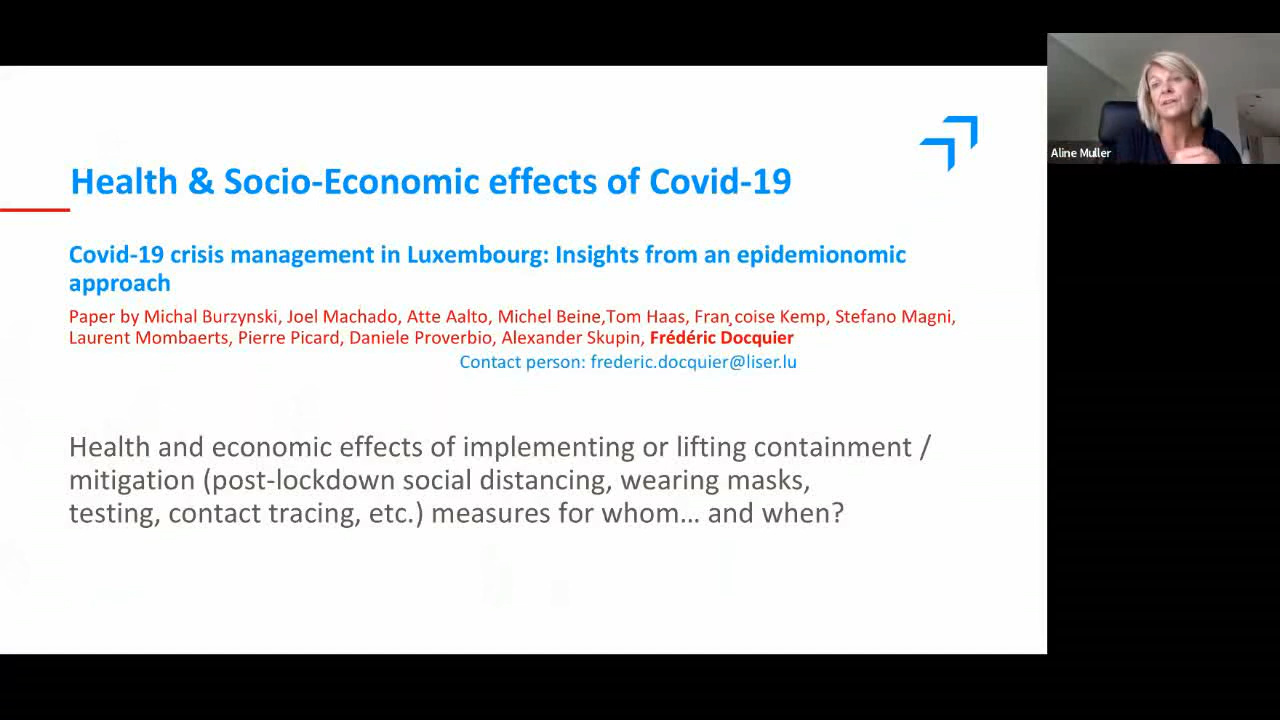 Health & Socio-Economic effects of Covid-19
Covid-19 crisis management in Luxembourg: Insights from an epidemionomic
approach
Paper by Michal Burzynski, Joel Machado, Atte Aalto, Michel Beine,Tom Haas, Fran¸coise Kemp, Stefano Magni,
Laurent Mombaerts, Pierre Picard, Daniele Proverbio, Alexander Skupin, Frédéric Docquier
Contact person: frederic.docquier@liser.lu
Health and economic effects of implementing or lifting containment /
mitigation (post-lockdown social distancing, wearing masks,
testing, contact tracing, etc.) measures for whom… and when?
Aline Muller